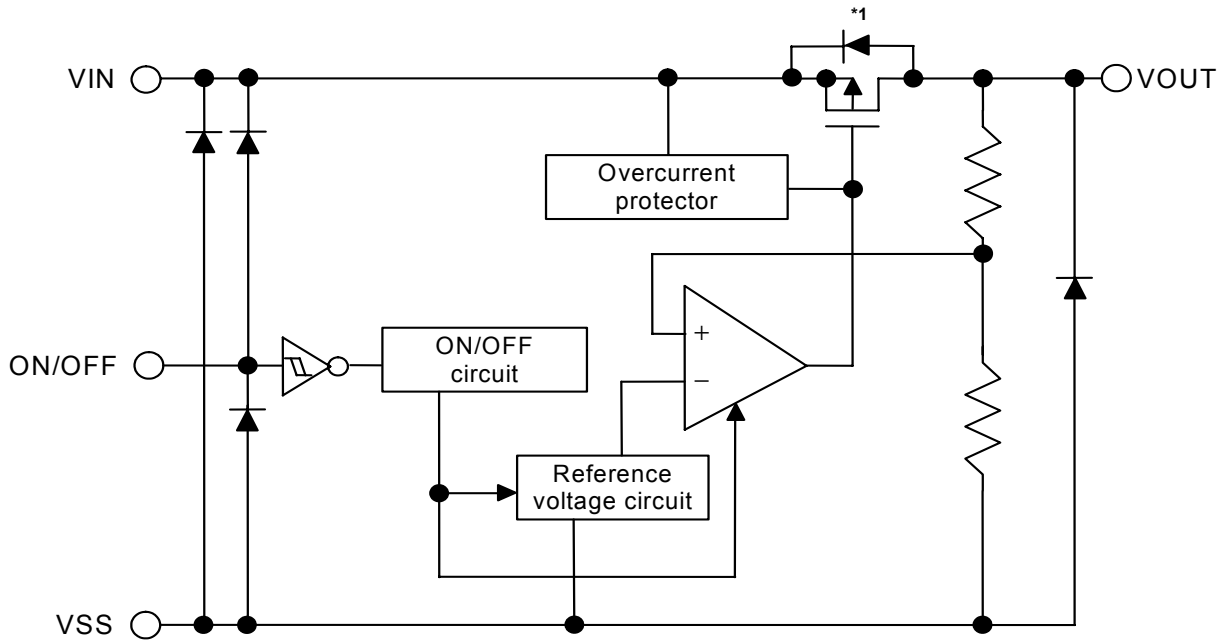 *1
VIN
VOUT
Overcurrent
protector
+
ON/OFF
ON/OFF
circuit
−
Reference
voltage circuit
VSS